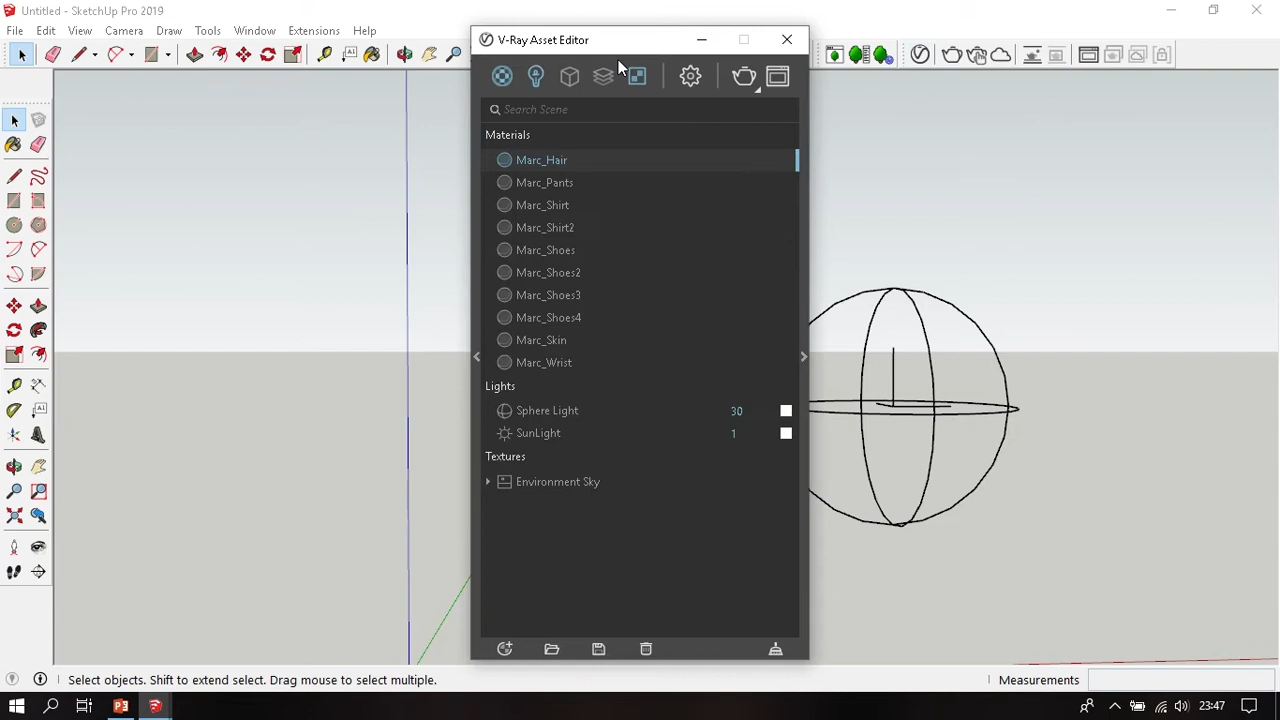 Untitled - SketchUp Pro 2019
File Edit View Camera Draw Tools Window Extensions Help
V-Ray Asset Editor
Search Scene
Materials
Marc_Hair
Marc_Pants
Marc_Shirt
Marc_Shirt2
Marc_Shoes
Marc_Shoes2
Marc_Shoes3
Marc_Shoes4
Marc_Skin
Marc_Wrist
Lights
Sphere Light 30
SunLight 1
Textures
Environment Sky
Select objects. Shift to extend select. Drag mouse to select multiple.
Measurements
23:47